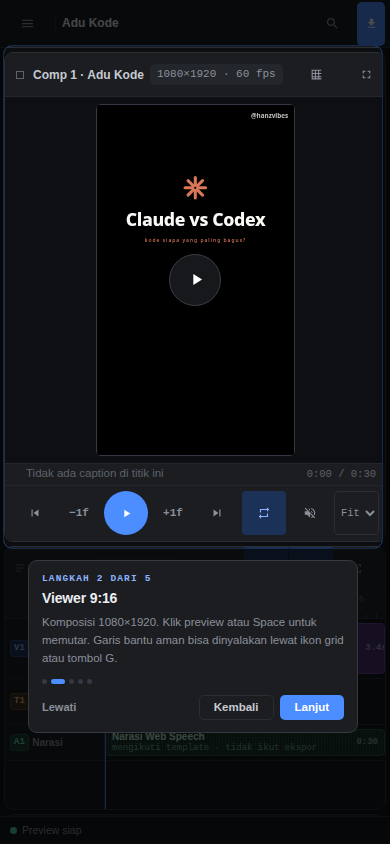 Adu Kode
Comp 1 · Adu Kode
1080×1920 · 60 fps
@hanzvibes
Claude vs Codex
kode siapa yang paling bagus?
Tidak ada caption di titik ini
0:00 / 0:30
−1f
+1f
Fit
LANGKAH 2 DARI 5
Viewer 9:16
Komposisi 1080×1920. Klik preview atau Space untuk
memutar. Garis bantu aman bisa dinyalakan lewat ikon grid
atau tombol G.
Lewati
Kembali
Lanjut
V1
3.4s
T1
A1 Narasi
Narasi Web Speech
mengikuti template · tidak ikut ekspor
0:30
Preview siap